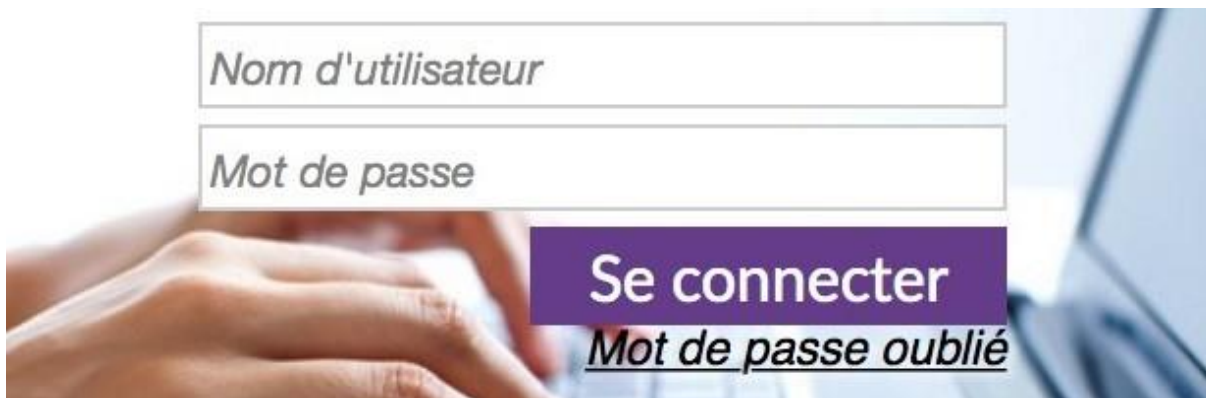 Nom d'utilisateur
Mot de passe
Se connecter
Mot de passe oublié